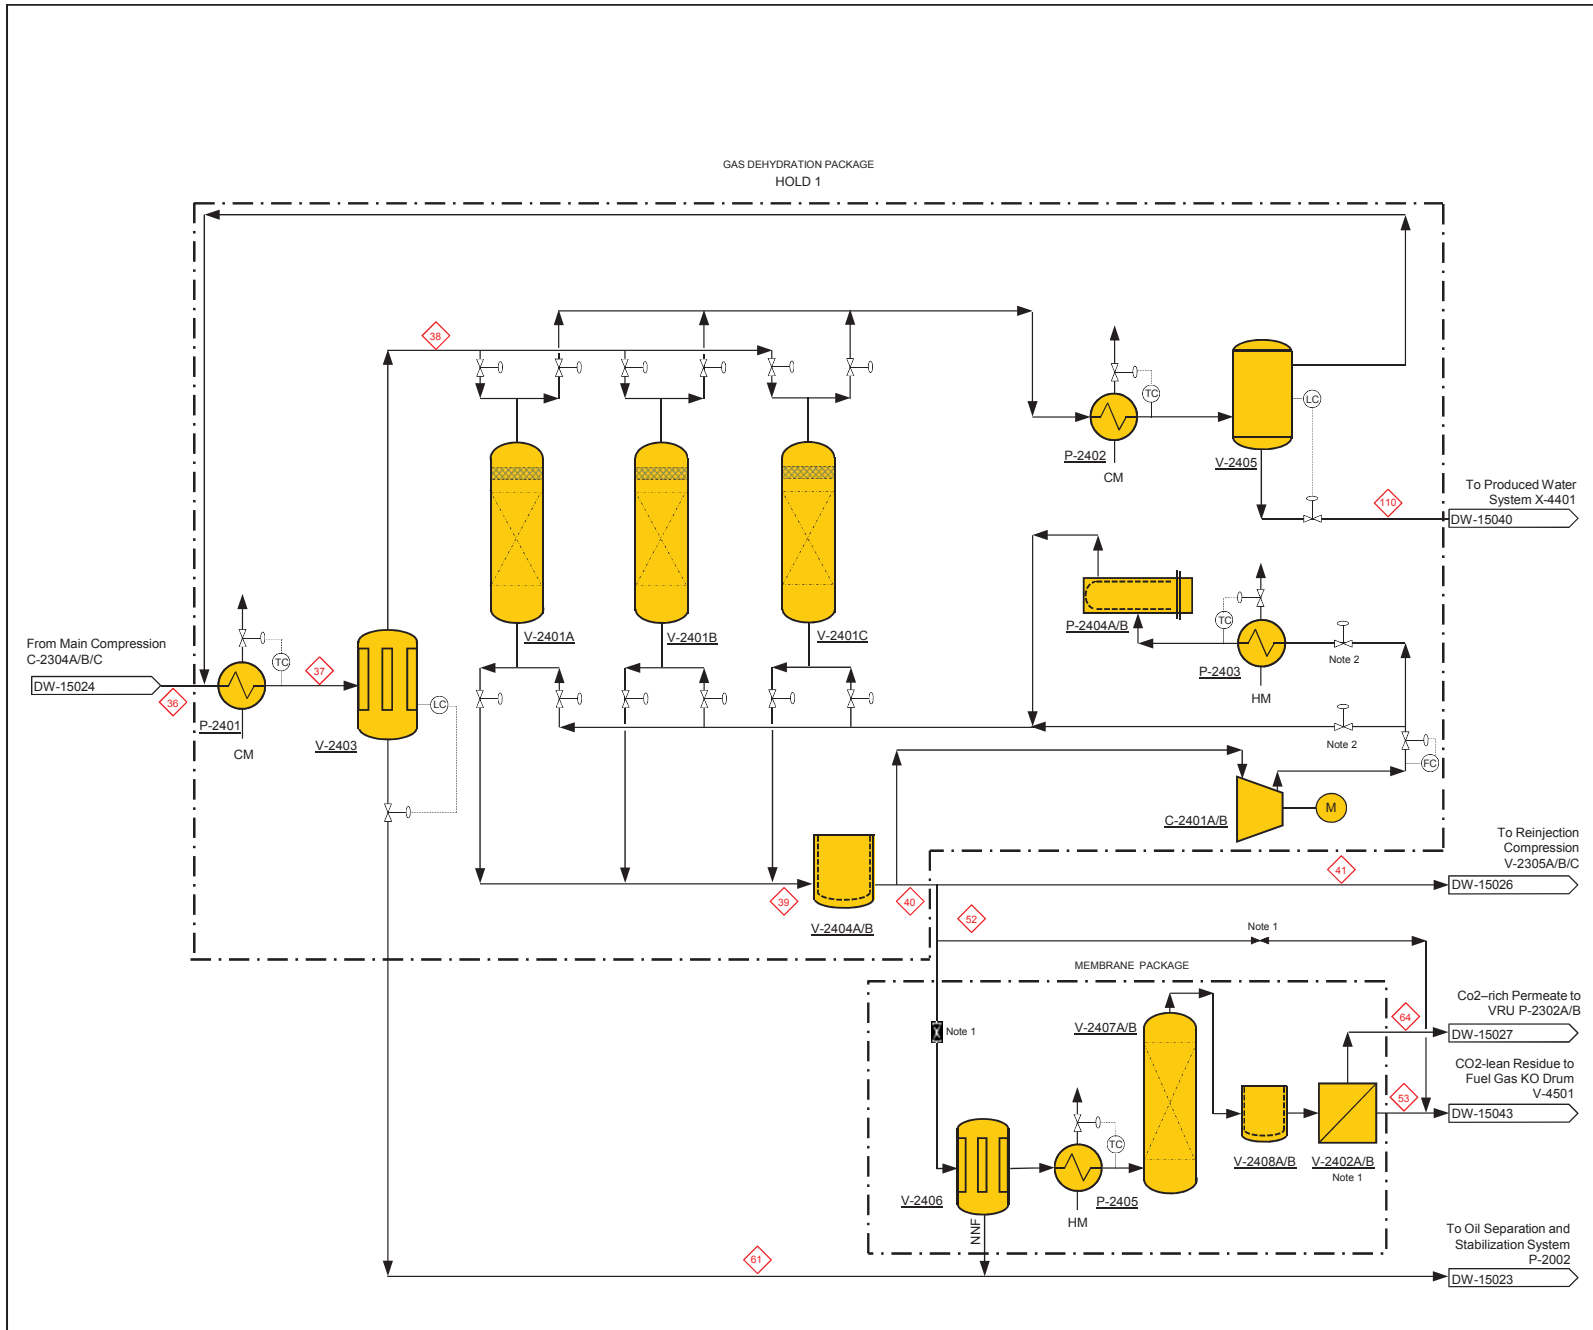 GAS DEHYDRATION PACKAGE
HOLD 1
38
TC
P-2402
CM
LC
V-2405
110
To Produced Water
System X-4401
DW-15040
V-2401A
V-2401B
V-2401C
P-2404A/B
TC
P-2403
HM
Note 2
Note 2
FC
From Main Compression
C-2304A/B/C
DW-15024
36
P-2401
CM
TC
37
V-2403
LC
C-2401A/B
M
39
V-2404A/B
40
41
To Reinjection
Compression
V-2305A/B/C
DW-15026
52
Note 1
MEMBRANE PACKAGE
Note 1
V-2407A/B
V-2406
NNF
TC
P-2405
HM
V-2408A/B
V-2402A/B
Note 1
64
Co2–rich Permeate to
VRU P-2302A/B
DW-15027
53
CO2-lean Residue to
Fuel Gas KO Drum
V-4501
DW-15043
61
To Oil Separation and
Stabilization System
P-2002
DW-15023